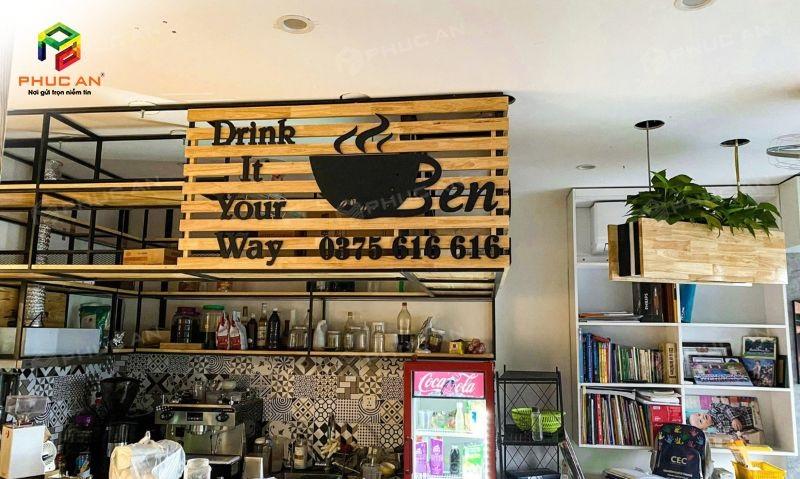 PHUC AN®
Nơi gửi trọn niềm tin
PHUC AN
Drink
It
Your
Way
Ben
0375 616 616
Coca-Cola
CEC